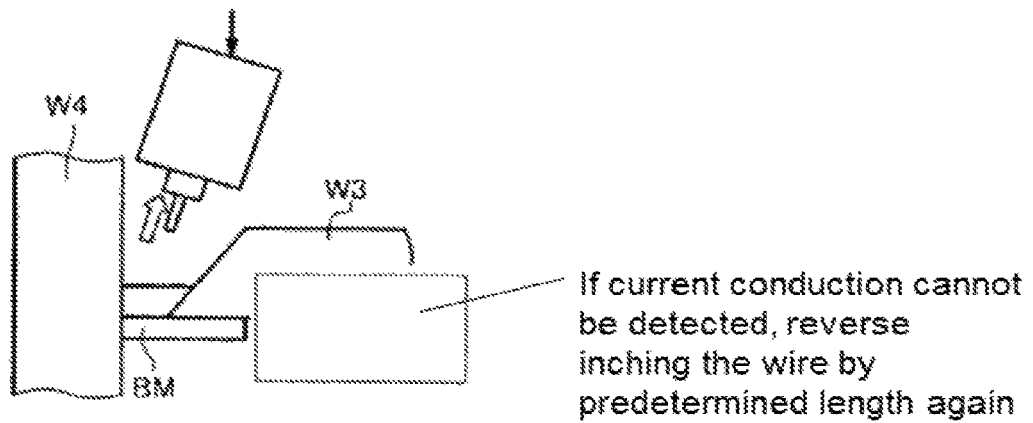 W4
W3
BM
If current conduction cannot
be detected, reverse
inching the wire by
predetermined length again